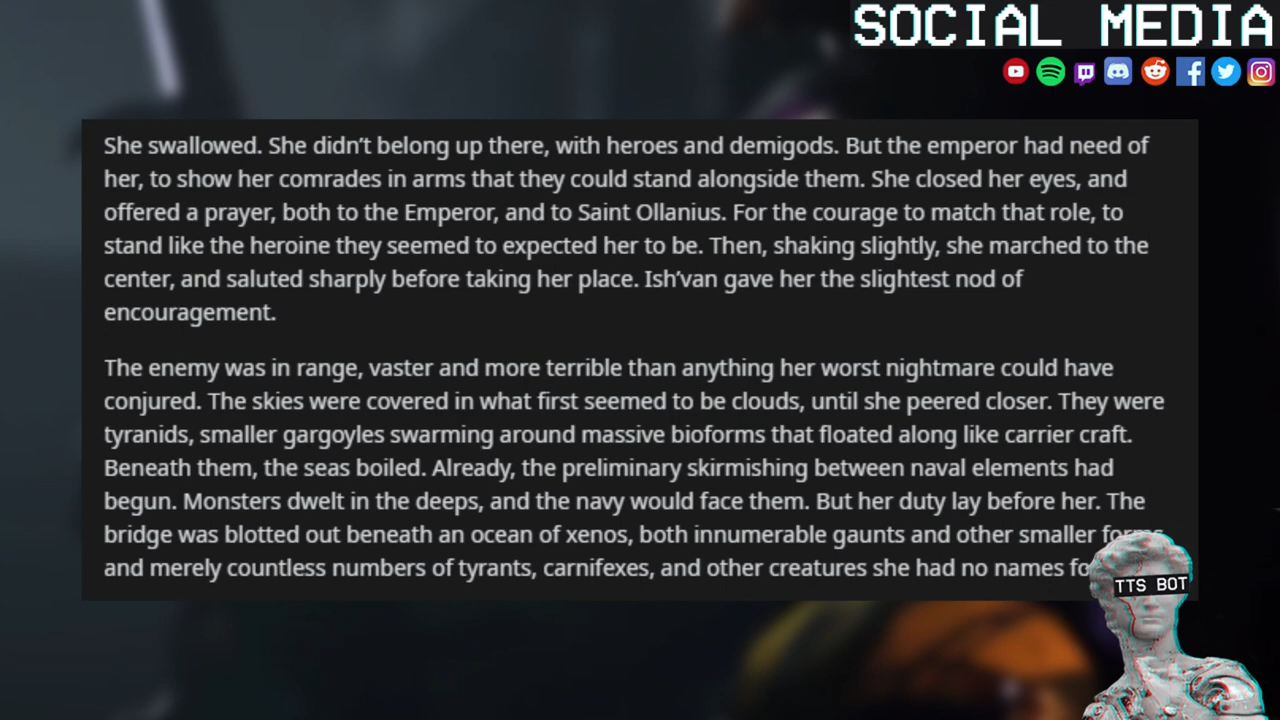 SOCIAL MEDIA
She swallowed. She didn’t belong up there, with heroes and demigods. But the emperor had need of
her, to show her comrades in arms that they could stand alongside them. She closed her eyes, and
offered a prayer, both to the Emperor, and to Saint Ollanius. For the courage to match that role, to
stand like the heroine they seemed to expected her to be. Then, shaking slightly, she marched to the
center, and saluted sharply before taking her place. Ish’van gave her the slightest nod of
encouragement.
The enemy was in range, vaster and more terrible than anything her worst nightmare could have
conjured. The skies were covered in what first seemed to be clouds, until she peered closer. They were
tyranids, smaller gargoyles swarming around massive bioforms that floated along like carrier craft.
Beneath them, the seas boiled. Already, the preliminary skirmishing between naval elements had
begun. Monsters dwelt in the deeps, and the navy would face them. But her duty lay before her. The
bridge was blotted out beneath an ocean of xenos, both innumerable gaunts and other smaller forms
and merely countless numbers of tyrants, carnifexes, and other creatures she had no names fo
TTS BOT